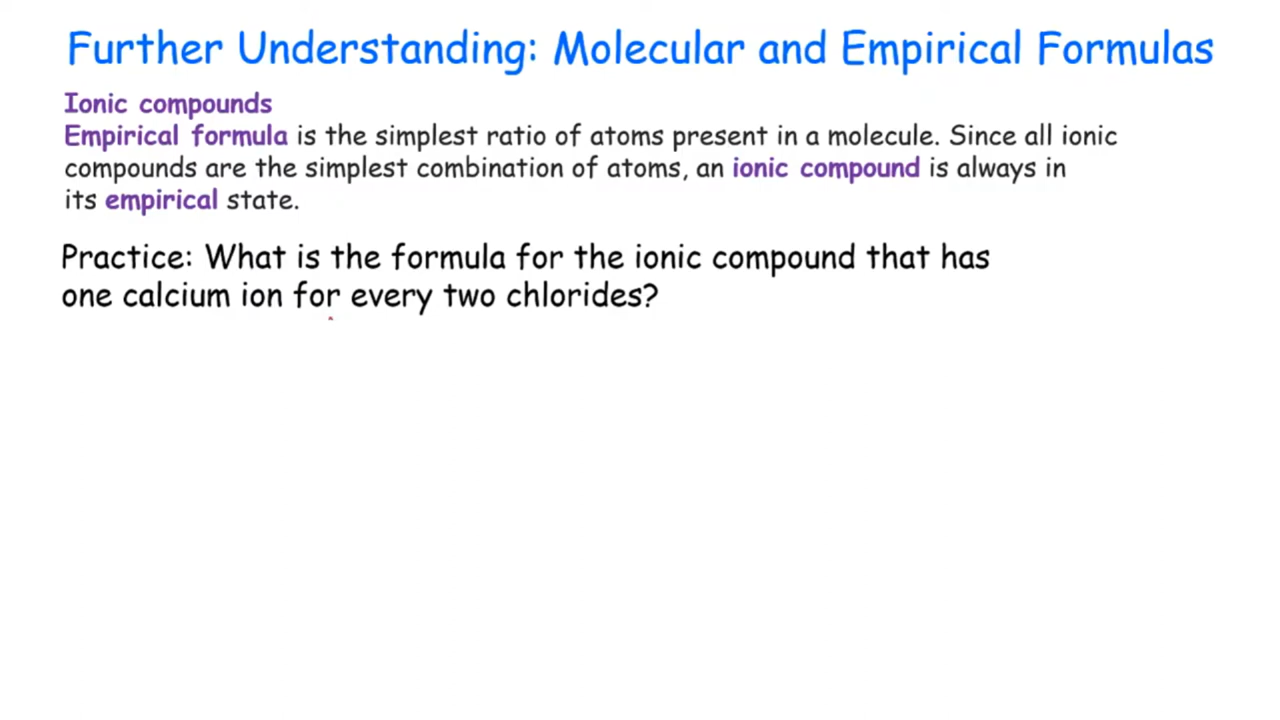 Further Understanding: Molecular and Empirical Formulas
Ionic compounds
Empirical formula is the simplest ratio of atoms present in a molecule. Since all ionic
compounds are the simplest combination of atoms, an ionic compound is always in
its empirical state.
Practice: What is the formula for the ionic compound that has
one calcium ion for every two chlorides?